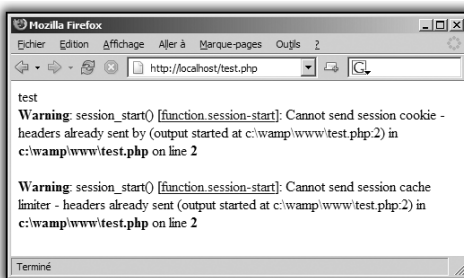 Mozilla Firefox
Fichier Edition Affichage Aller à Marque-pages Outils ?
http://localhost/test.php
G
test
Warning: session_start() [function.session-start]: Cannot send session cookie -
headers already sent by (output started at c:\wamp\www\test.php:2) in
c:\wamp\www\test.php on line 2
Warning: session_start() [function.session-start]: Cannot send session cache
limiter - headers already sent (output started at c:\wamp\www\test.php:2) in
c:\wamp\www\test.php on line 2
Terminé